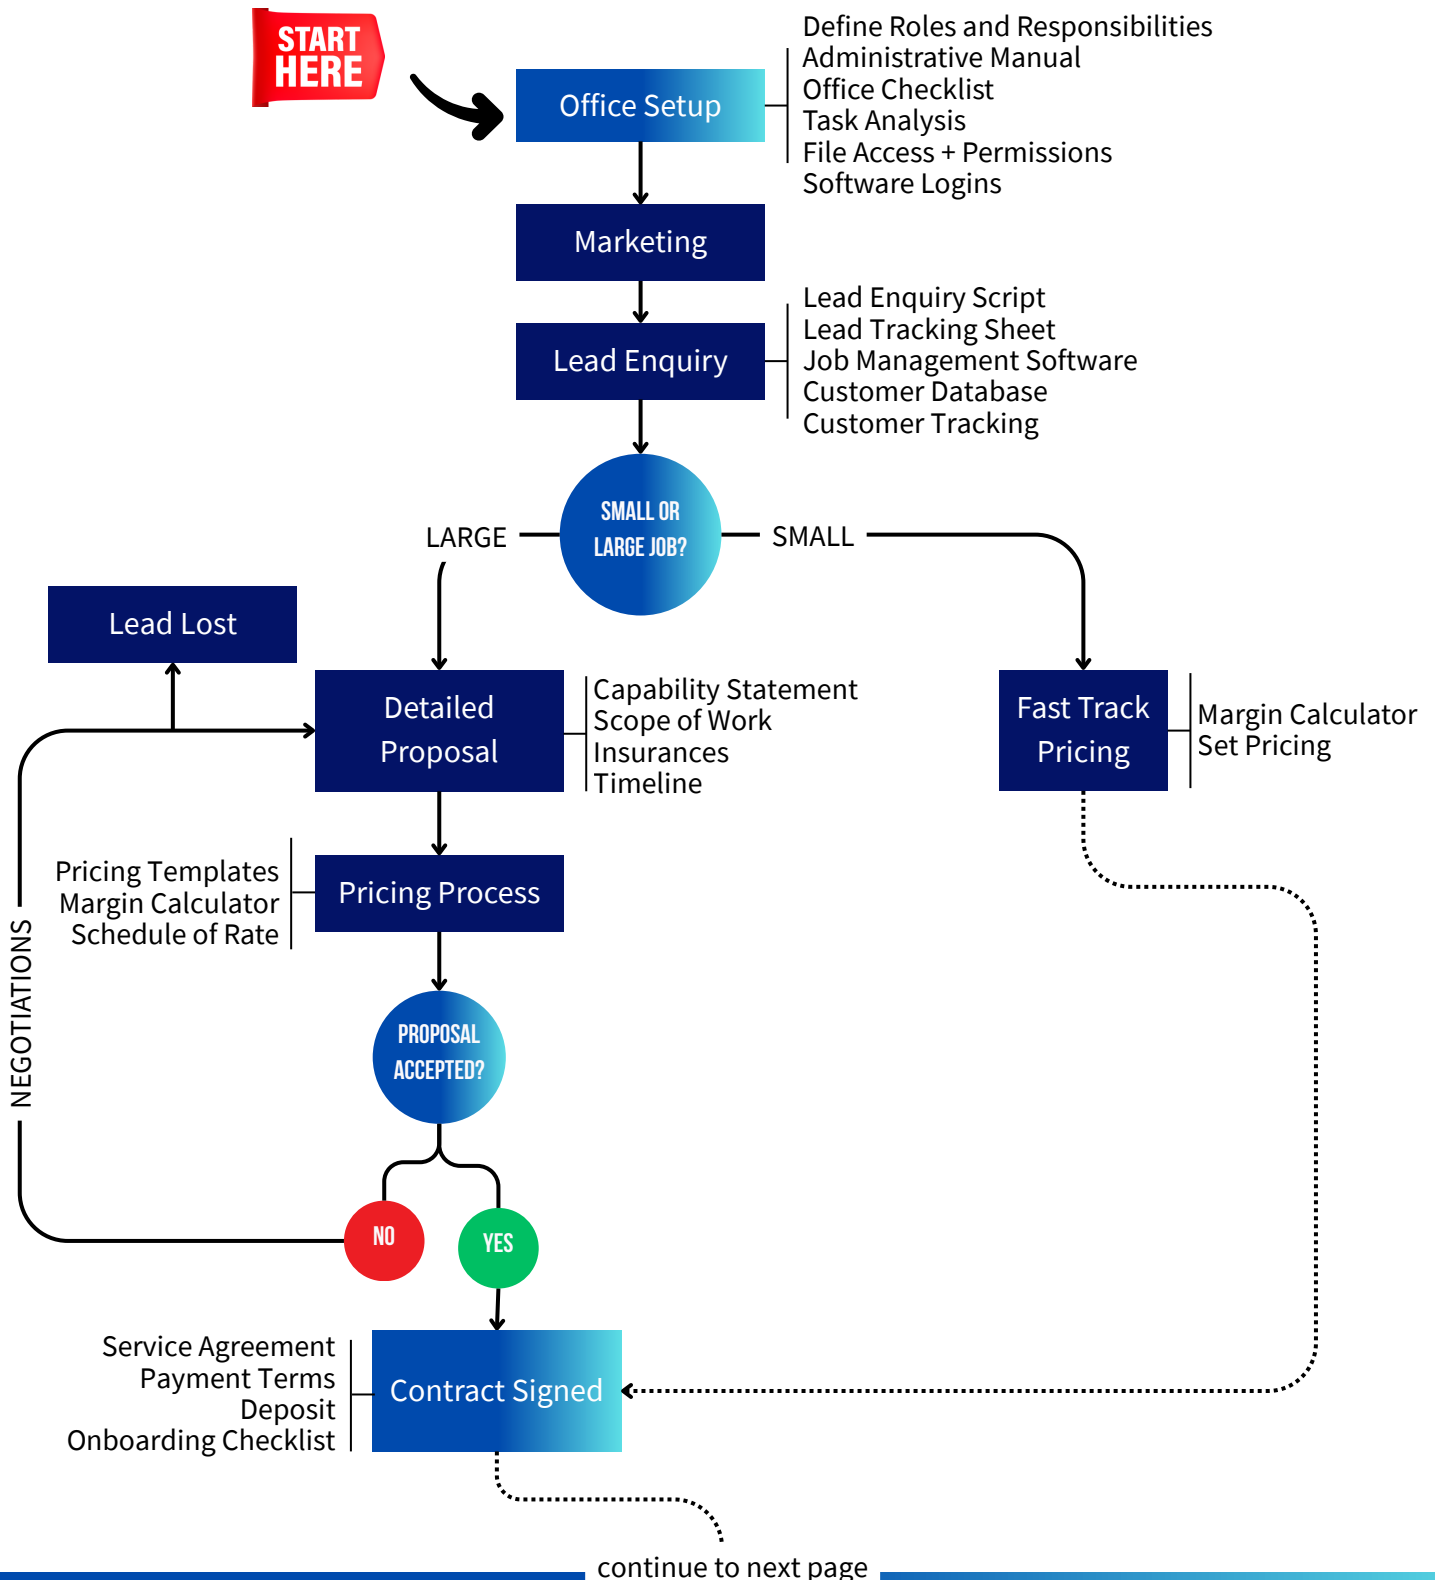 START
HERE
Office Setup
Define Roles and Responsibilities
Administrative Manual
Office Checklist
Task Analysis
File Access + Permissions
Software Logins
Marketing
Lead Enquiry
Lead Enquiry Script
Lead Tracking Sheet
Job Management Software
Customer Database
Customer Tracking
SMALL OR
LARGE JOB?
LARGE
SMALL
Lead Lost
Detailed
Proposal
Capability Statement
Scope of Work
Insurances
Timeline
Fast Track
Pricing
Margin Calculator
Set Pricing
Pricing Templates
Margin Calculator
Schedule of Rate
Pricing Process
NEGOTIATIONS
PROPOSAL
ACCEPTED?
NO
YES
Service Agreement
Payment Terms
Deposit
Onboarding Checklist
Contract Signed
continue to next page